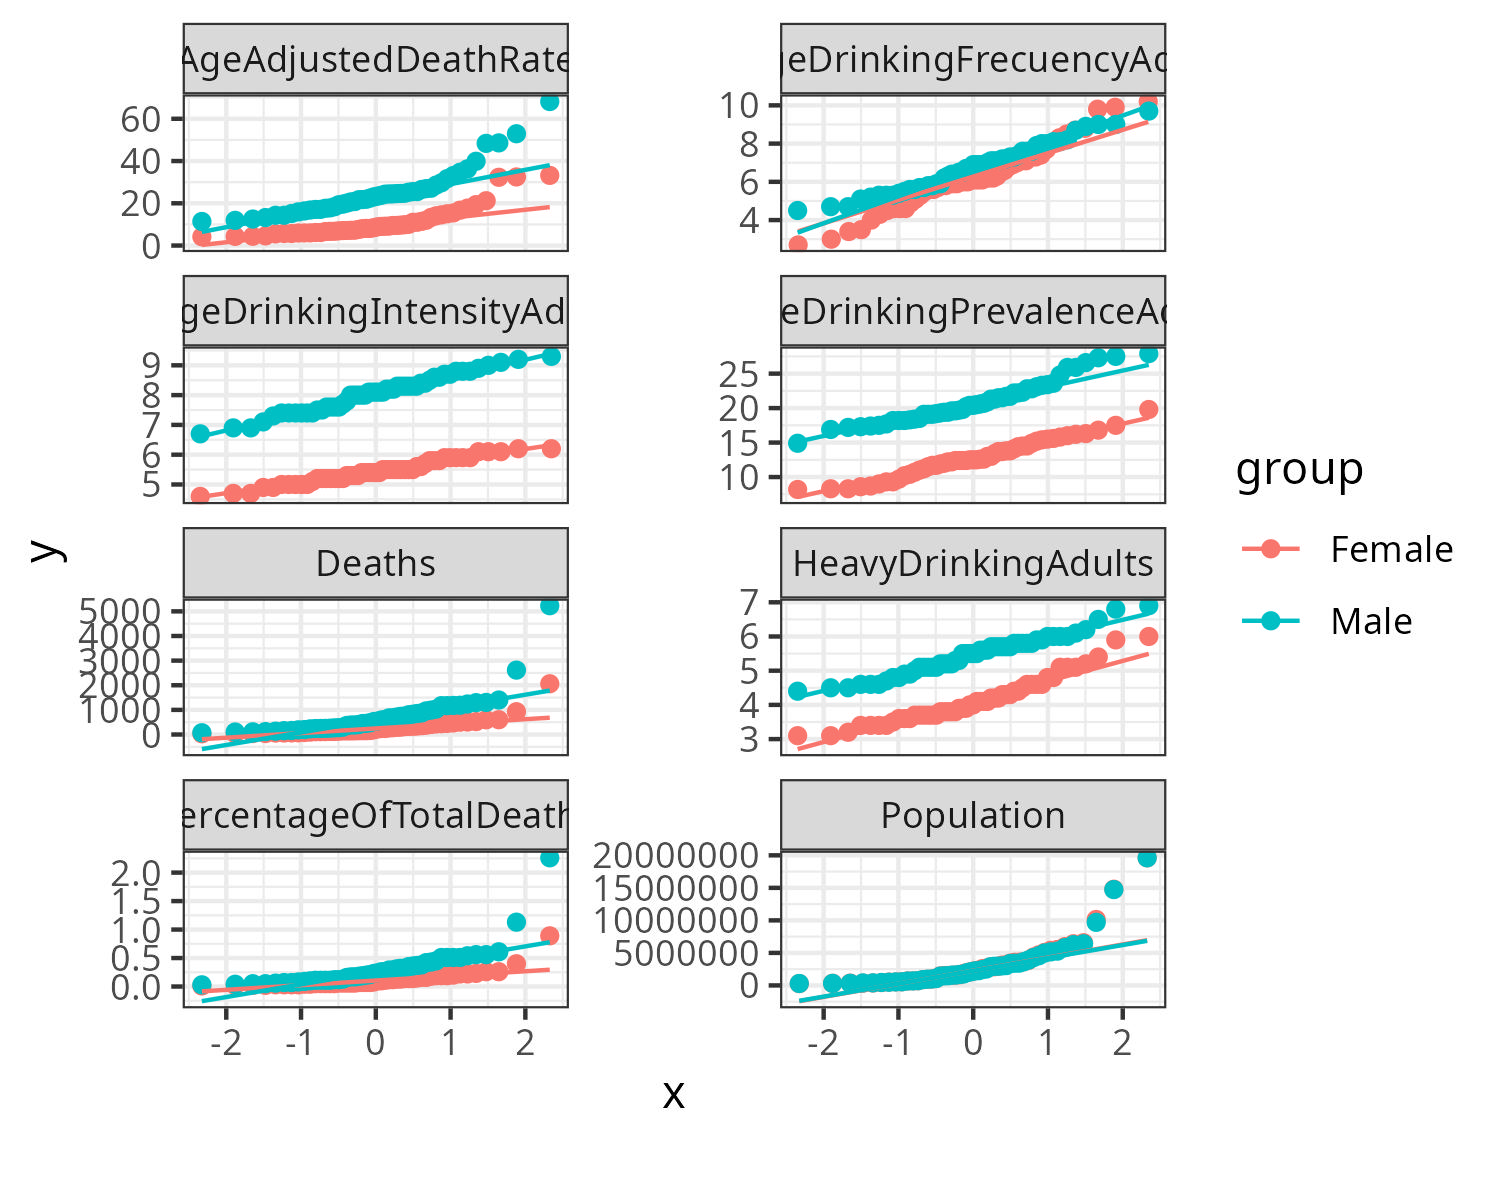 AgeAdjustedDeathRate
geDrinkingFrecuencyAd
60
40
20
0
10
8
6
4
geDrinkingIntensityAd
eDrinkingPrevalenceAd
9
8
7
6
5
25
20
15
10
Deaths
HeavyDrinkingAdults
5000
4000
3000
2000
1000
0
7
6
5
4
3
ercentageOfTotalDeath
Population
2.0
1.5
1.0
0.5
0.0
20000000
15000000
10000000
5000000
0
-2 -1 0 1 2
-2 -1 0 1 2
x
y
group
Female
Male